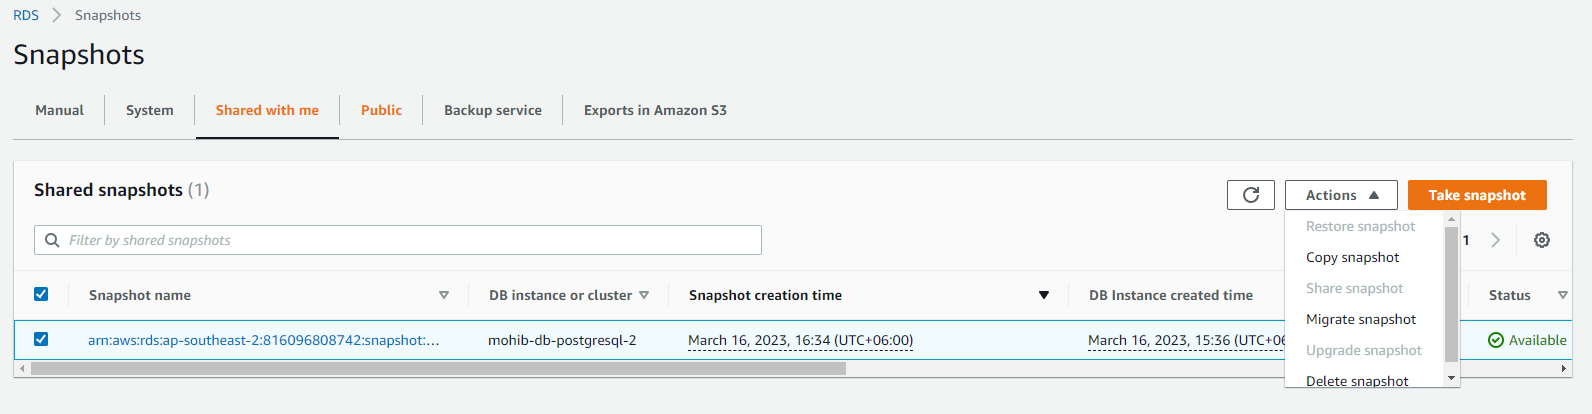 RDS > Snapshots
Snapshots
Manual System Shared with me Public Backup service Exports in Amazon S3
Shared snapshots (1)
Actions Take snapshot
Filter by shared snapshots
1
Restore snapshot
Copy snapshot
Share snapshot
Migrate snapshot
Upgrade snapshot
Delete snapshot
Snapshot name DB instance or cluster Snapshot creation time DB Instance created time Status
arn:aws:rds:ap-southeast-2:816096808742:snapshot:... mohib-db-postgresql-2 March 16, 2023, 16:34 (UTC+06:00) March 16, 2023, 15:36 (UTC+06 Available